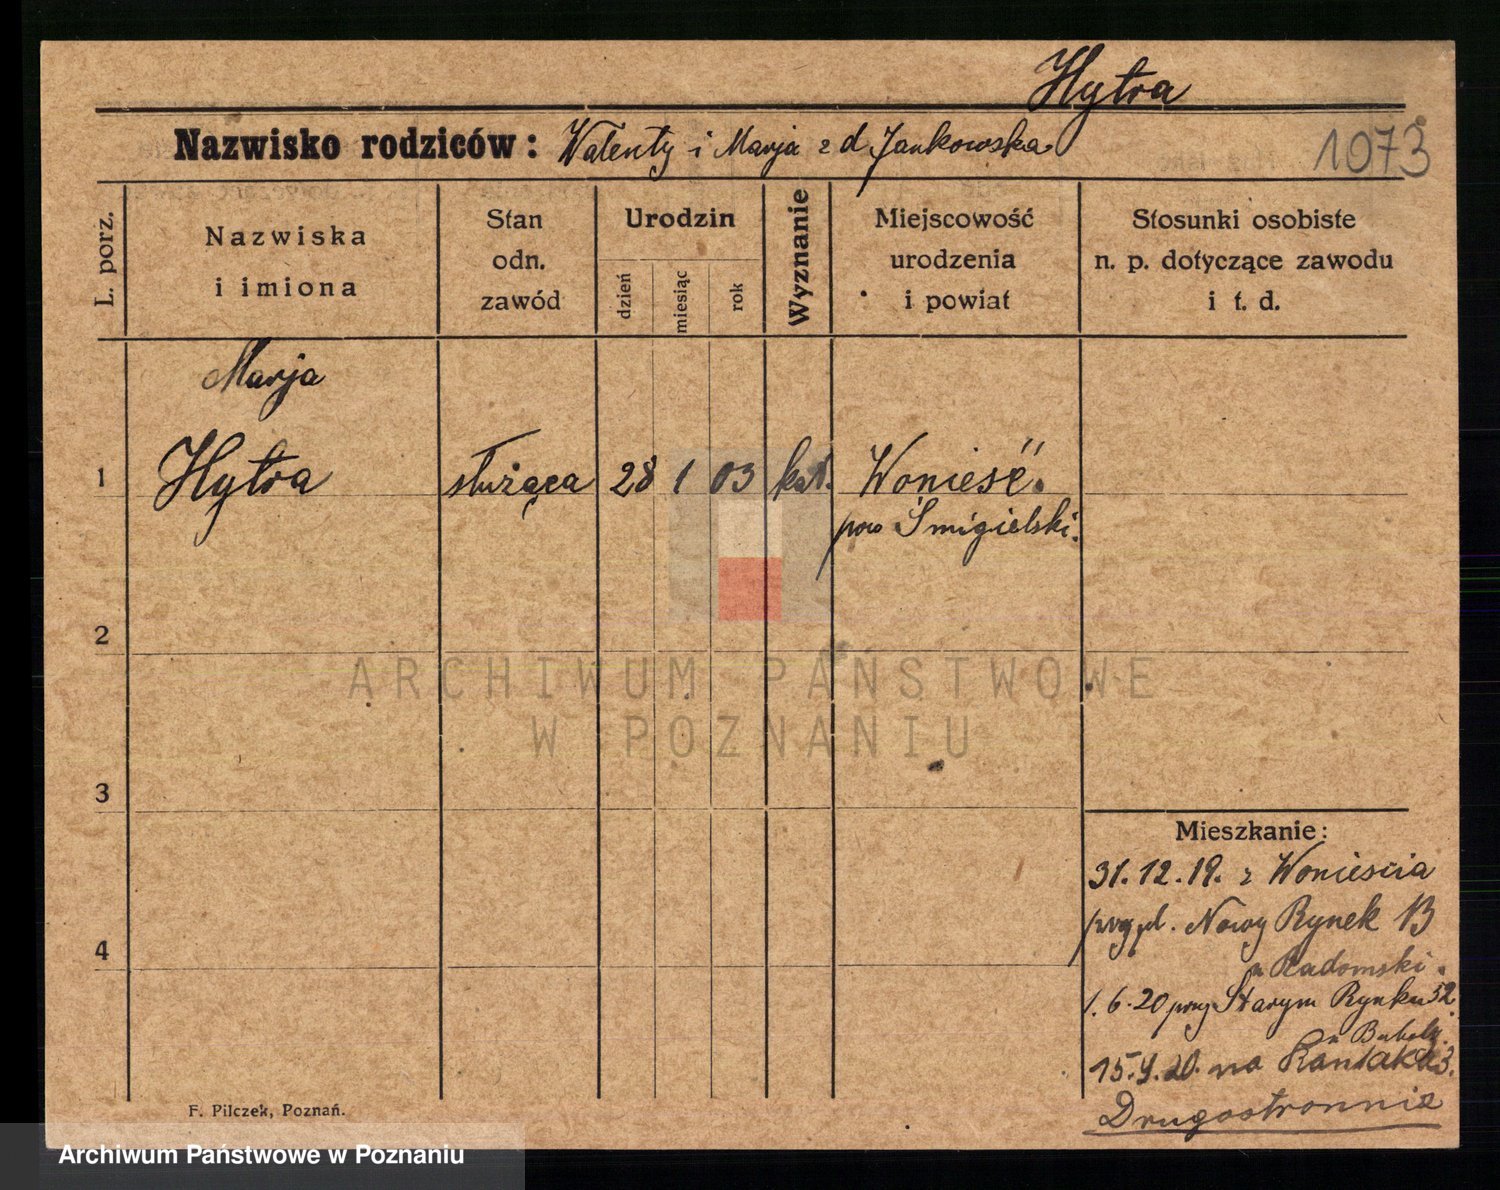 Hytra
Nazwisko rodziców: Walenty i Marja z d Jankowska
1073
L. porz.
Nazwiska
i imiona
Stan
odn.
zawód
Urodzin
dzień
miesiąc
rok
Wyznanie
Miejscowość
urodzenia
i powiat
Stosunki osobiste
n. p. dotyczące zawodu
i t. d.
Marja
1 Hytra służąca 28 1 03 kat. Wonieść.
pow Śmigielski.
2
ARCHIWUM PAŃSTWOWE
W POZNANIU
3
4
Mieszkanie:
31.12.19. z Wonieścia
pl. Nowy Rynek 13
u Radomski.
1.6.20 przy Starym Rynku 52.
u
15.9.20. na Kantaka 3.
Drugostronnie
F. Pilczek, Poznań.
Archiwum Państwowe w Poznaniu